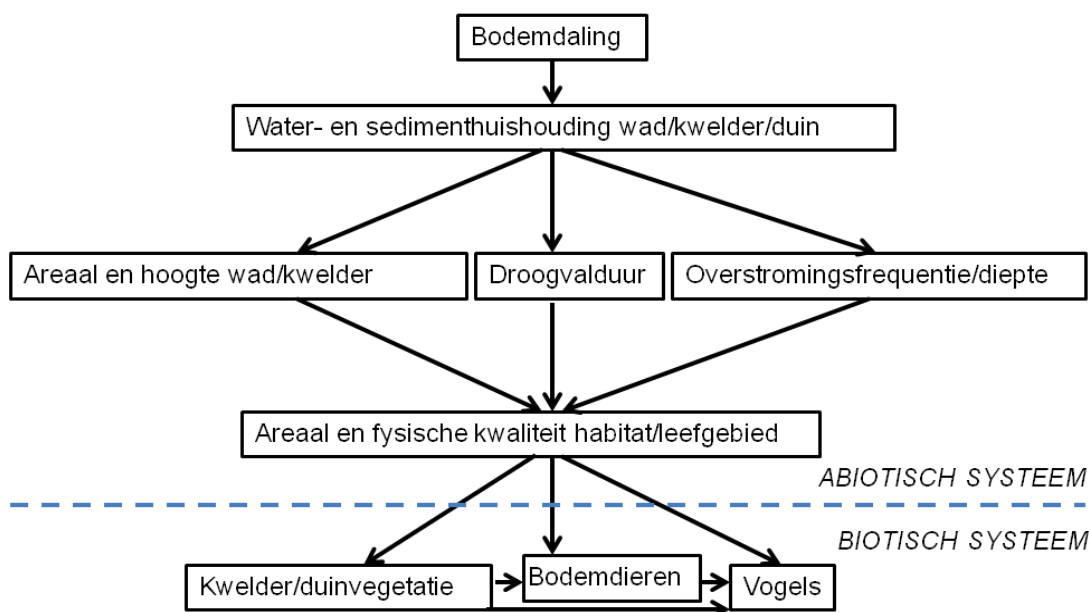 Bodemdaling
Water- en sedimenthuishouding wad/kwelder/duin
Areaal en hoogte wad/kwelder
Droogvalduur
Overstromingsfrequentie/diepte
Areaal en fysische kwaliteit habitat/leefgebied
ABIOTISCH SYSTEEM
BIOTISCH SYSTEEM
Kwelder/duinvegetatie
Bodemdieren
Vogels